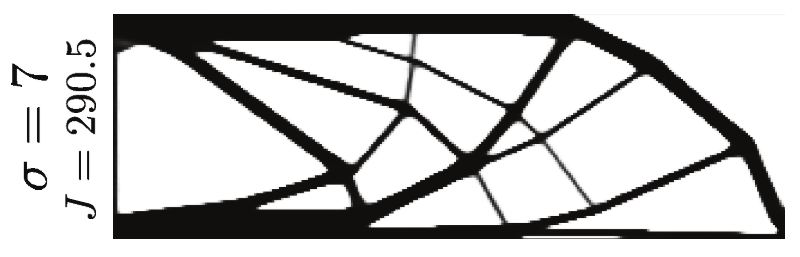 σ = 7
J = 290.5